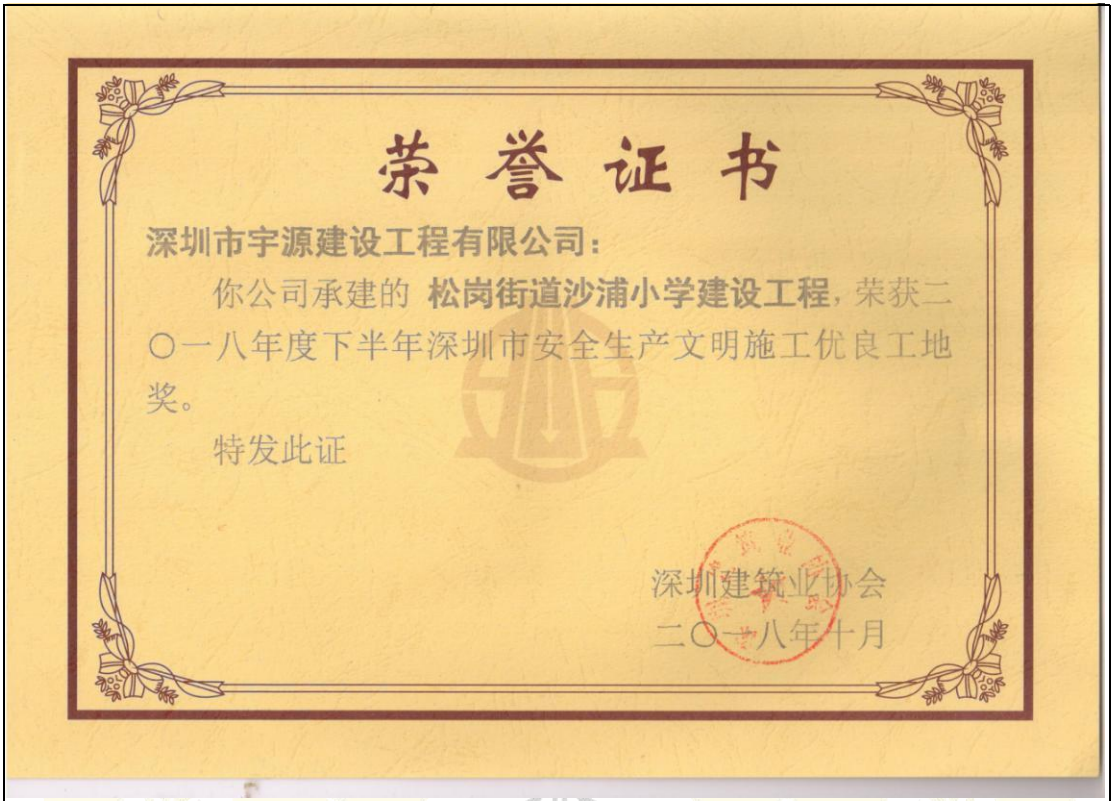 荣誉证书
深圳市宇源建设工程有限公司：
你公司承建的 松岗街道沙浦小学建设工程，荣获二
〇一八年度下半年深圳市安全生产文明施工优良工地
奖。
特发此证
深圳建筑业协会
二〇一八年十月